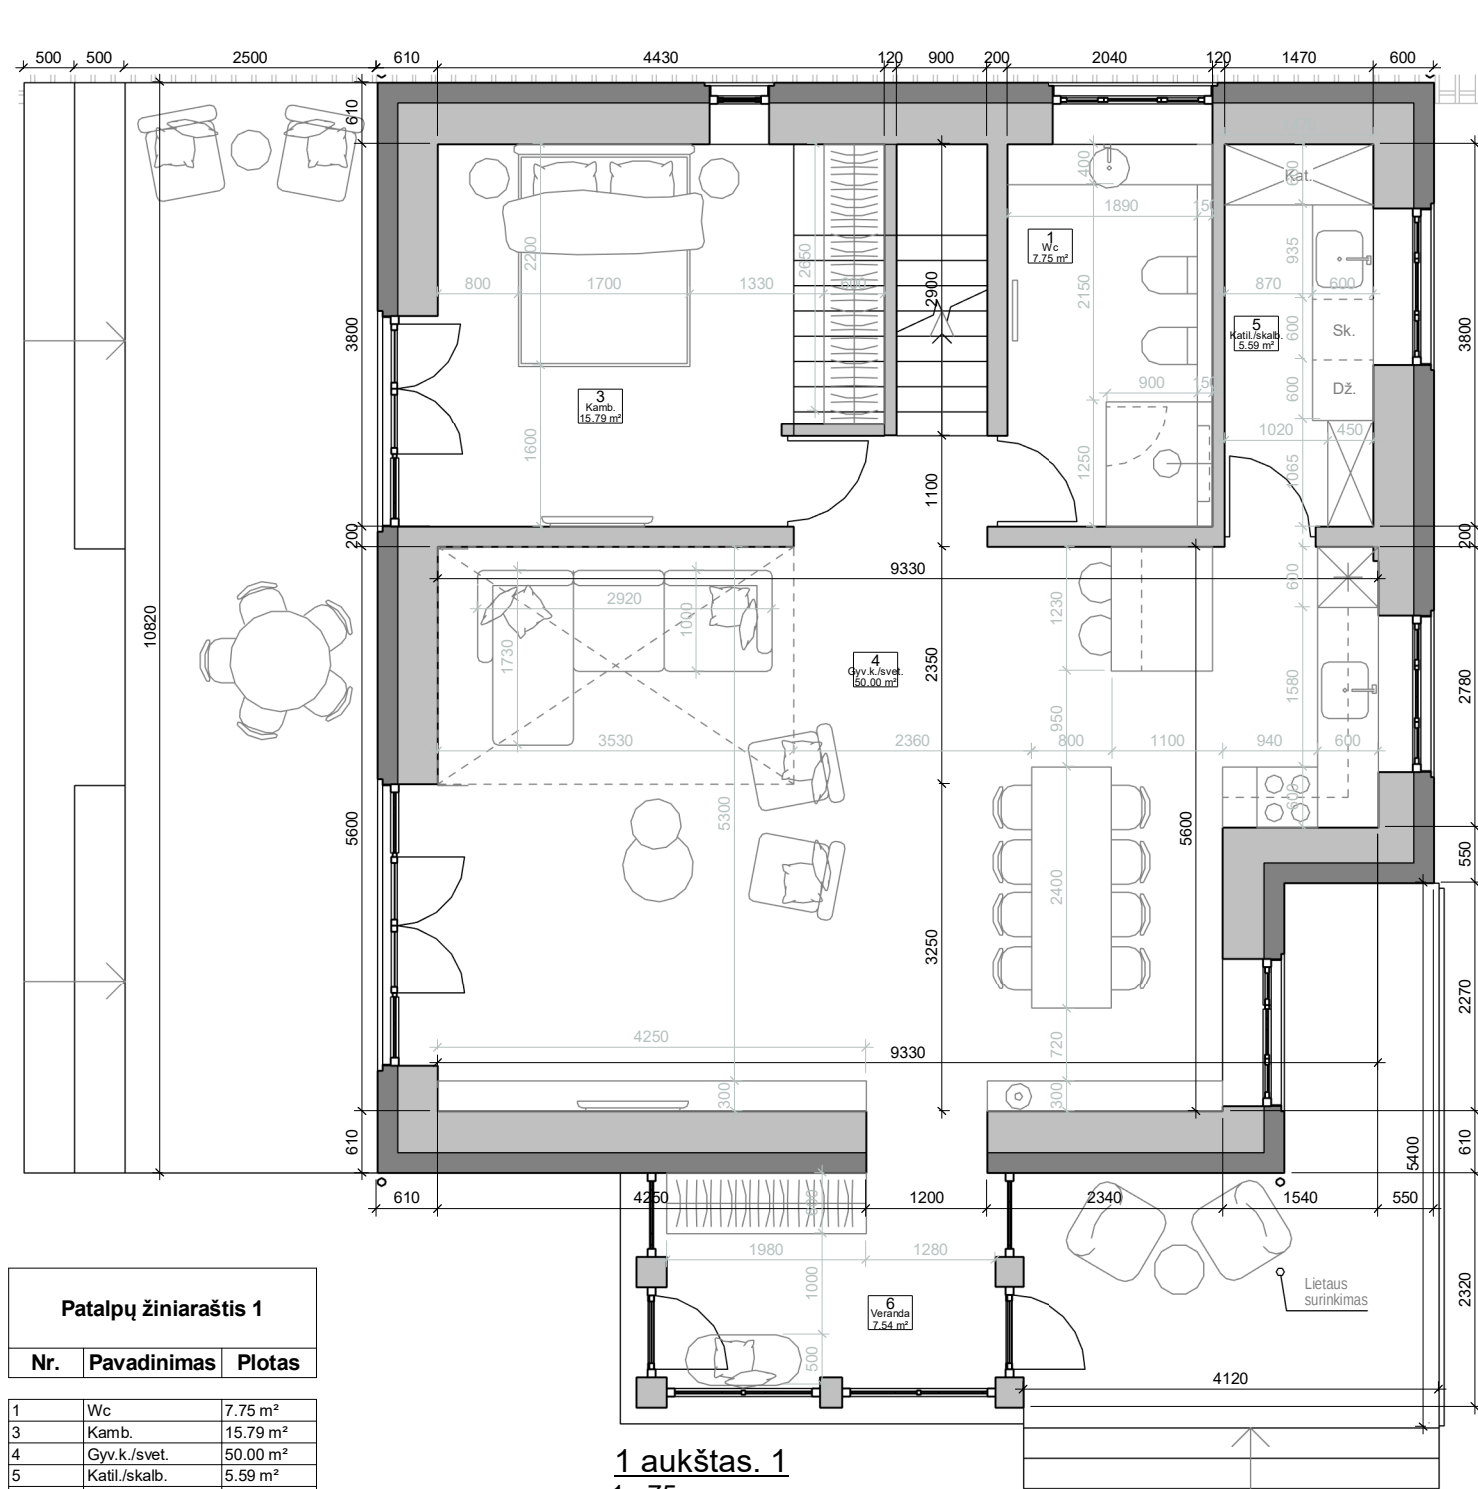 500 500 2500 610 4430 120 900 200 2040 120 1470 600
610
400
Kat.
1890 150
1
Wc
7.75 m²
2200
2650
935
800 1700 1330
2900
2150
870 600
3800
5
Katil./skalb.
5.59 m²
600
Sk.
3800
900 150
600
Dž.
3
Kamb.
15.79 m²
1600
1020 450
1250
1065
1100
200
200
9330
600
2920
1000
1230
10820
1730
4
Gyv.k./svet.
50.00 m²
2350
1580
2780
950
3530 2360 800 1100 940 600
600
5300
5600
5600
550
2400
3250
2270
4250
720
9330
300
300
610
610
5400
610 4250 1200 2340 1540 550
1980 1280
1000
6
Veranda
7.54 m²
Lietaus
surinkimas
2320
500
4120
Patalpų žiniaraštis 1
Nr. Pavadinimas Plotas
1 Wc 7.75 m²
3 Kamb. 15.79 m²
4 Gyv.k./svet. 50.00 m²
5 Katil./skalb. 5.59 m²
1 aukštas. 1